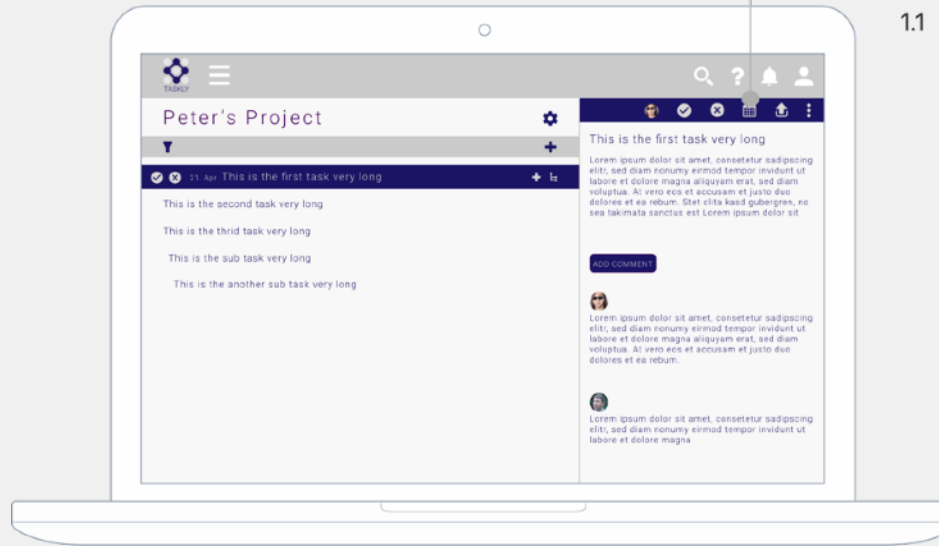 1.1
TASKLY
Peter's Project
21. Apr This is the first task very long
This is the second task very long
This is the thrid task very long
This is the sub task very long
This is the another sub task very long
This is the first task very long
Lorem ipsum dolor sit amet, consetetur sadipscing
elitr, sed diam nonumy eirmod tempor invidunt ut
labore et dolore magna aliquyam erat, sed diam
voluptua. At vero eos et accusam et justo duo
dolores et ea rebum. Stet clita kasd gubergren, no
sea takimata sanctus est Lorem ipsum dolor sit
ADD COMMENT
Lorem ipsum dolor sit amet, consetetur sadipscing
elitr, sed diam nonumy eirmod tempor invidunt ut
labore et dolore magna aliquyam erat, sed diam
voluptua. At vero eos et accusam et justo duo
dolores et ea rebum.
Lorem ipsum dolor sit amet, consetetur sadipscing
elitr, sed diam nonumy eirmod tempor invidunt ut
labore et dolore magna